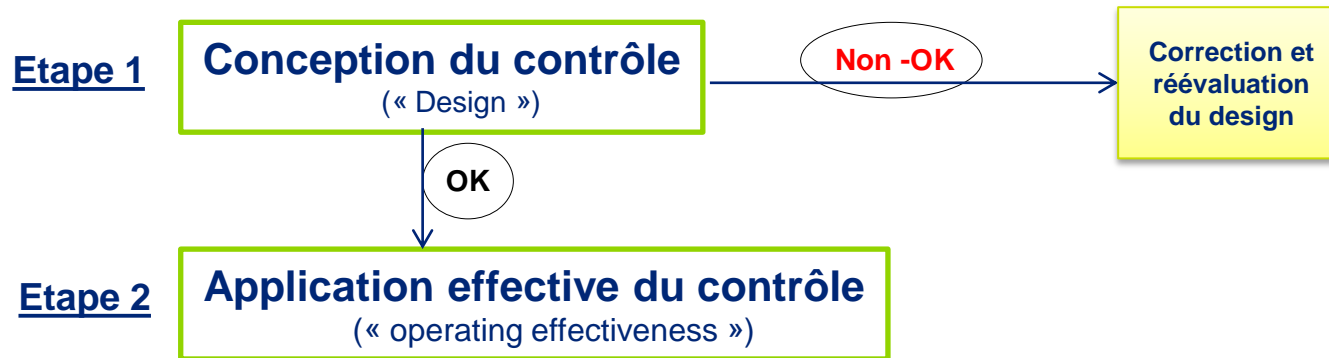 Etape 1
Conception du contrôle
(« Design »)
Non -OK
Correction et
réévaluation
du design
OK
Etape 2
Application effective du contrôle
(« operating effectiveness »)